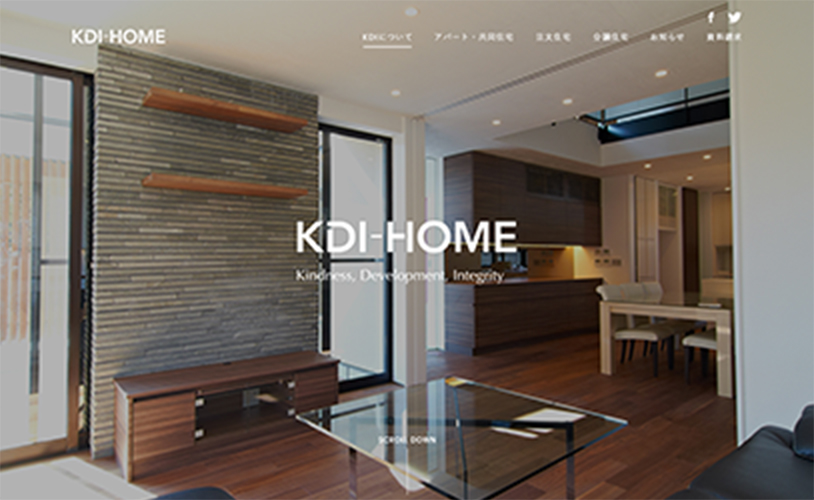 KDI-HOME
KDIについて アパート・共同住宅 注文住宅 分譲住宅 お知らせ 資料請求
KDI-HOME
Kindness, Development, Integrity
SCROLL DOWN